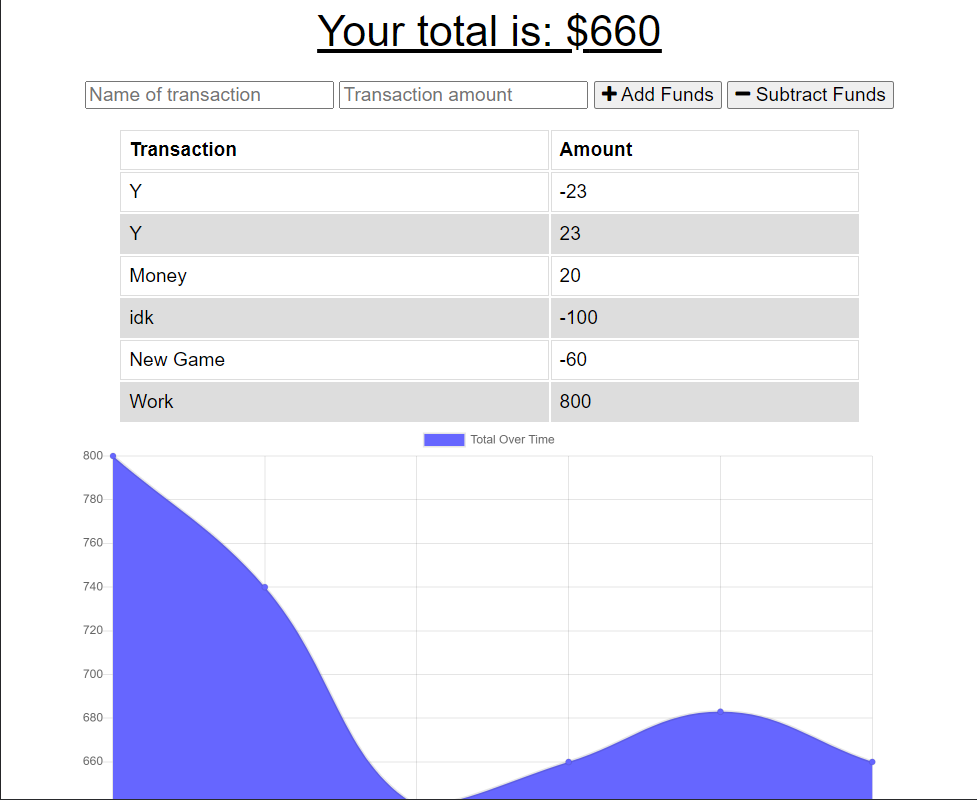 Your total is: $660
Name of transaction Transaction amount Add Funds Subtract Funds
Transaction Amount
Y -23
Y 23
Money 20
idk -100
New Game -60
Work 800
Total Over Time
800
780
760
740
720
700
680
660